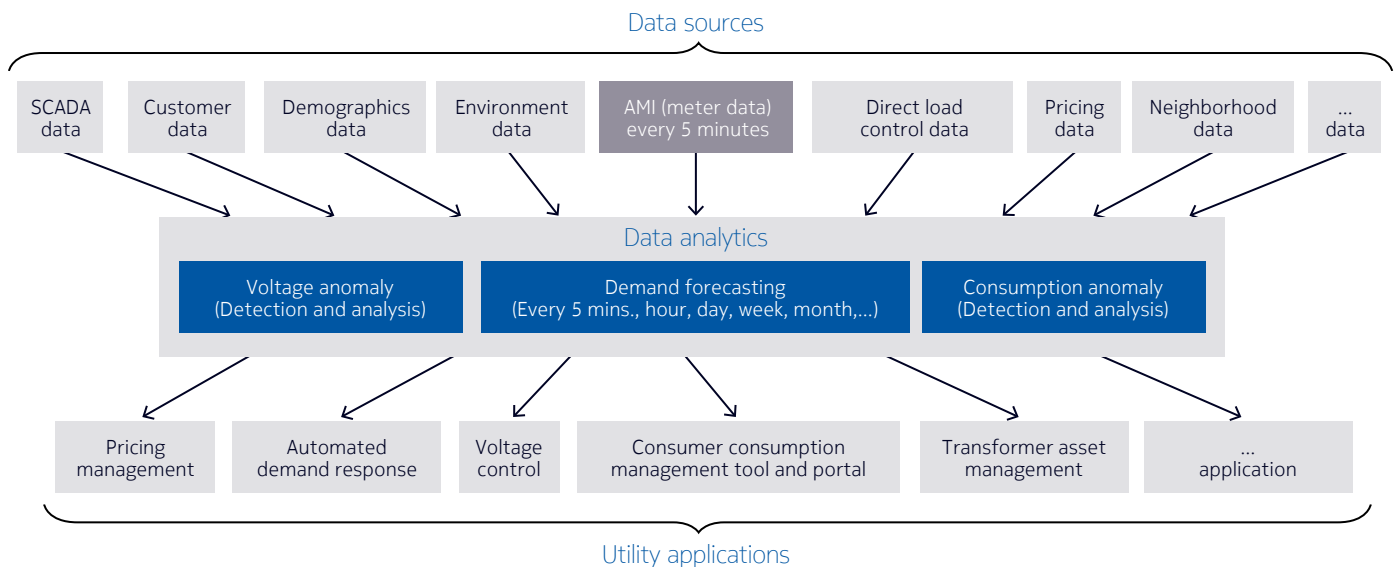 Data sources
SCADA
data
Customer
data
Demographics
data
Environment
data
AMI (meter data)
every 5 minutes
Direct load
control data
Pricing
data
Neighborhood
data
...
data
Data analytics
Voltage anomaly
(Detection and analysis)
Demand forecasting
(Every 5 mins., hour, day, week, month,...)
Consumption anomaly
(Detection and analysis)
Pricing
management
Automated
demand response
Voltage
control
Consumer consumption
management tool and portal
Transformer asset
management
...
application
Utility applications